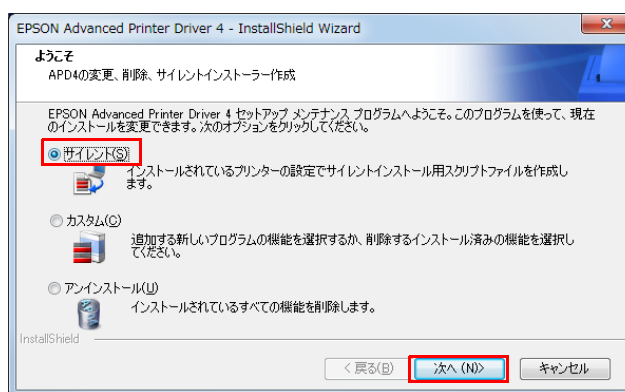 EPSON Advanced Printer Driver 4 - InstallShield Wizard
ようこそ
APD4の変更、削除、サイレントインストーラー作成
EPSON Advanced Printer Driver 4 セットアップ メンテナンス プログラムへようこそ。このプログラムを使って、現在
のインストールを変更できます。次のオプションをクリックしてください。
サイレント(S)
インストールされているプリンターの設定でサイレントインストール用スクリプトファイルを作成し
ます。
カスタム(C)
追加する新しいプログラムの機能を選択するか、削除するインストール済みの機能を選択し
てください。
アンインストール(U)
インストールされているすべての機能を削除します。
InstallShield
< 戻る(B) 次へ (N)> キャンセル